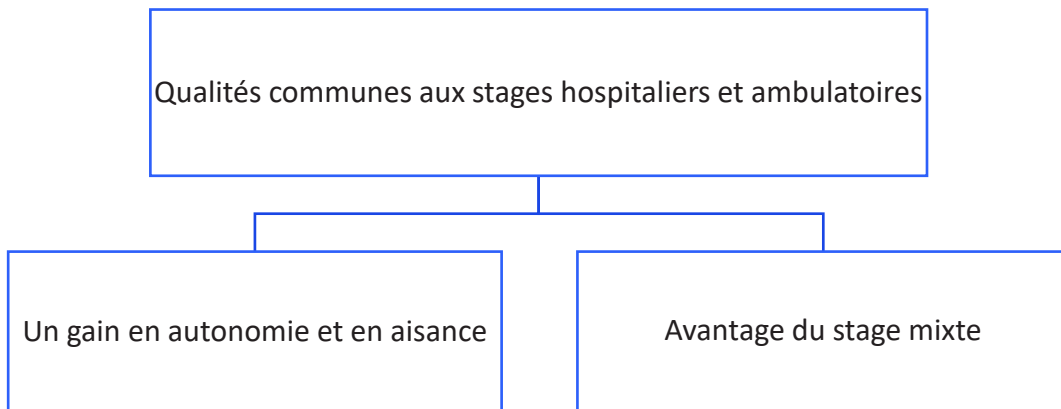 Qualités communes aux stages hospitaliers et ambulatoires
Un gain en autonomie et en aisance
Avantage du stage mixte